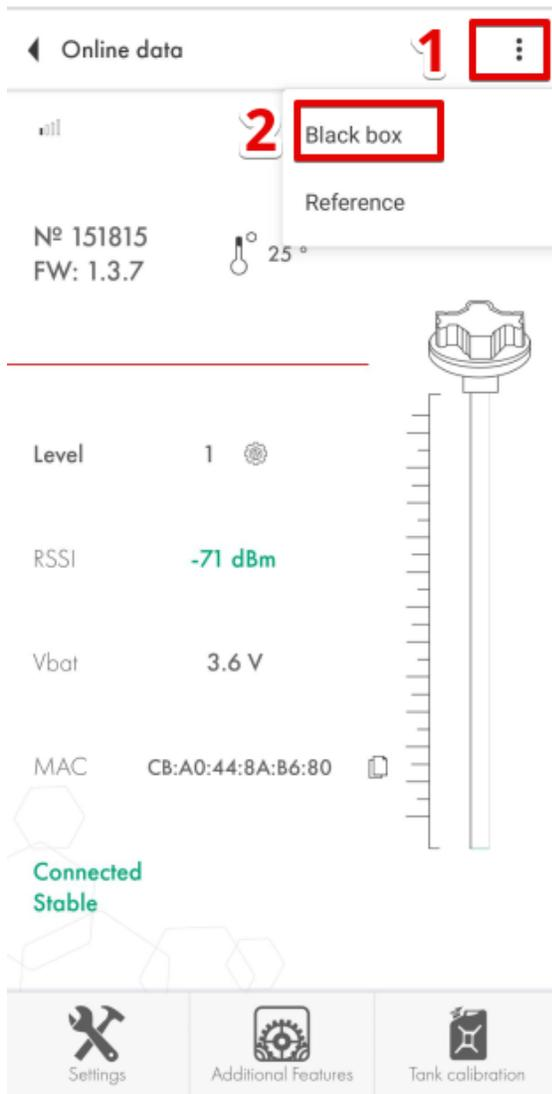 Online data
1
2
Black box
Reference
№ 151815
FW: 1.3.7
25 °
Level 1
RSSI -71 dBm
Vbat 3.6 V
MAC CB:A0:44:8A:B6:80
Connected
Stable
Settings Additional Features Tank calibration